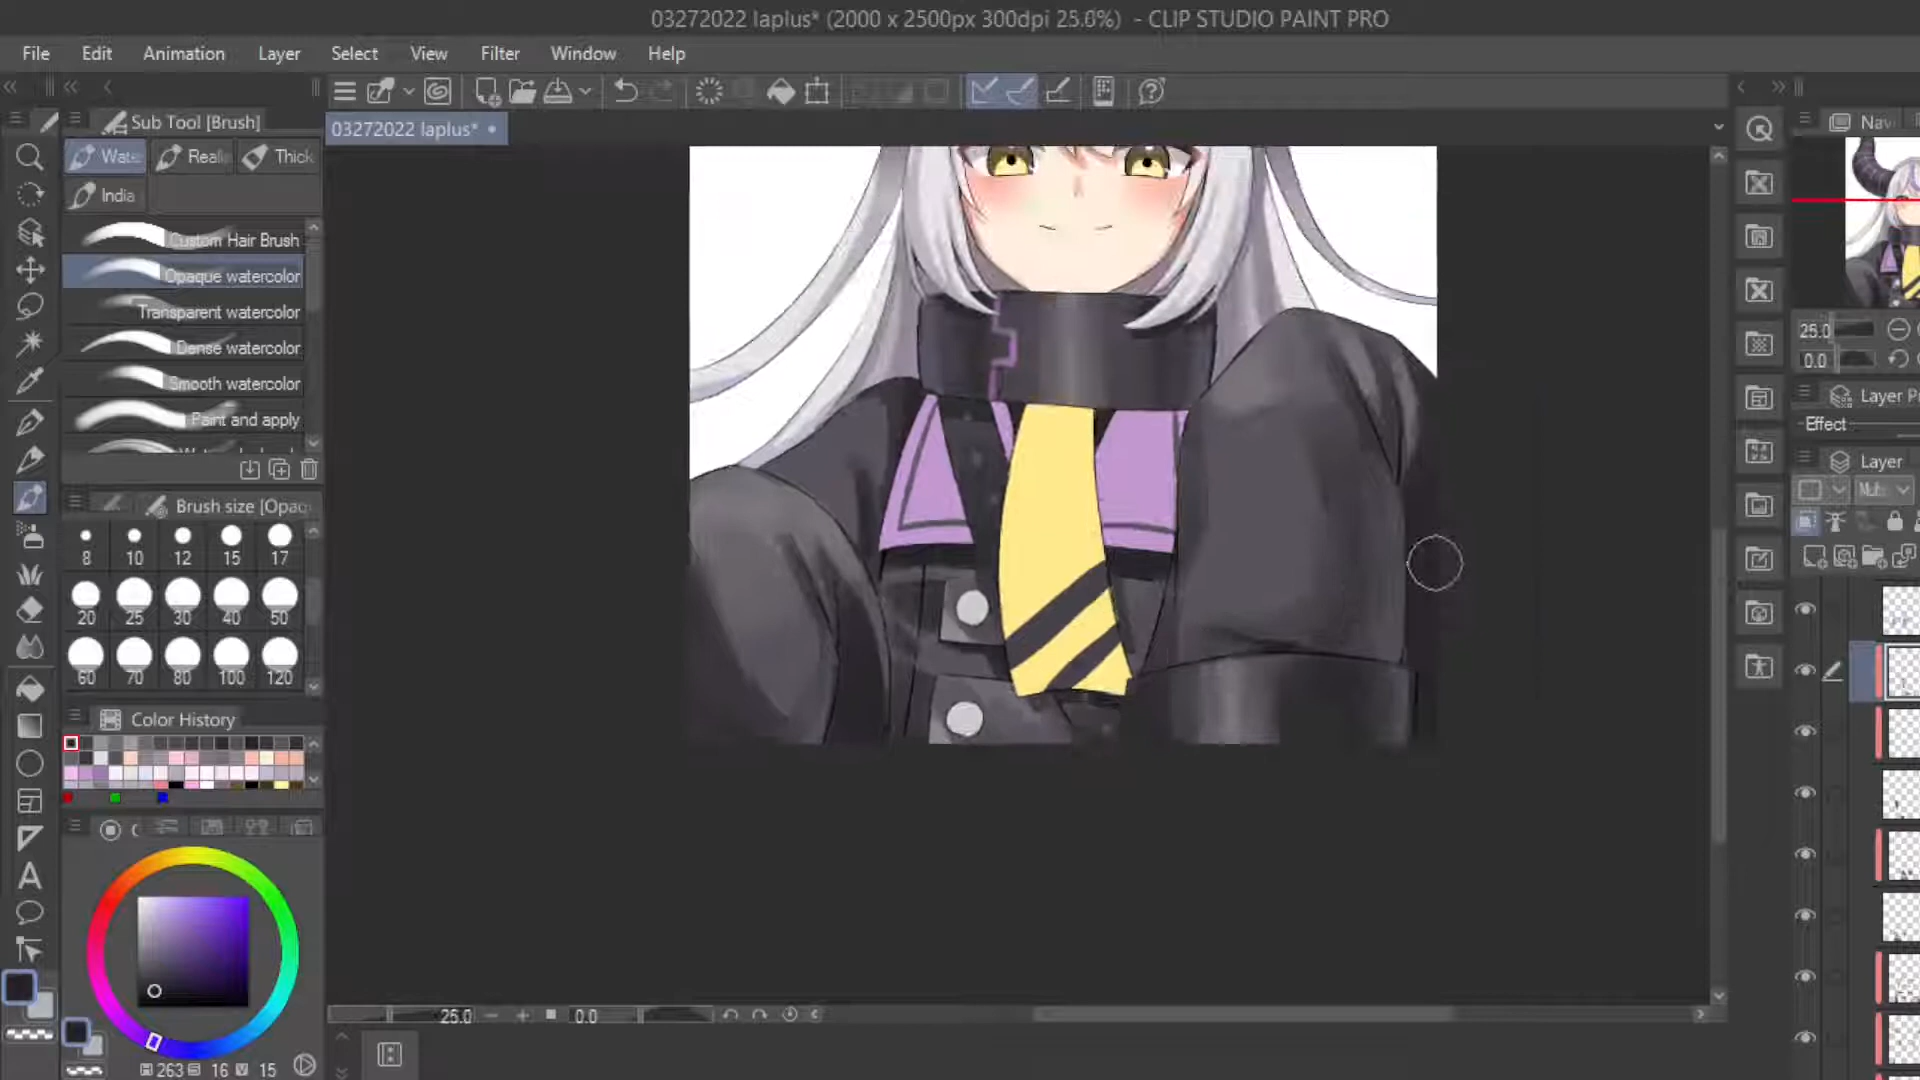 03272022 laplus* (2000 x 2500px 300dpi 25.0%) - CLIP STUDIO PAINT PRO
File Edit Animation Layer Select View Filter Window Help
Sub Tool [Brush]
03272022 laplus*
Nav
Wate Reali Thick
India
Custom Hair Brush
Opaque watercolor
Transparent watercolor
Dense watercolor
Smooth watercolor
Paint and apply
25.0
0.0
Layer Pr
Effect
Layer
Mult
Brush size [Opaq
8 10 12 15 17
20 25 30 40 50
60 70 80 100 120
Color History
25.0 0.0
H 263 S 16 V 15